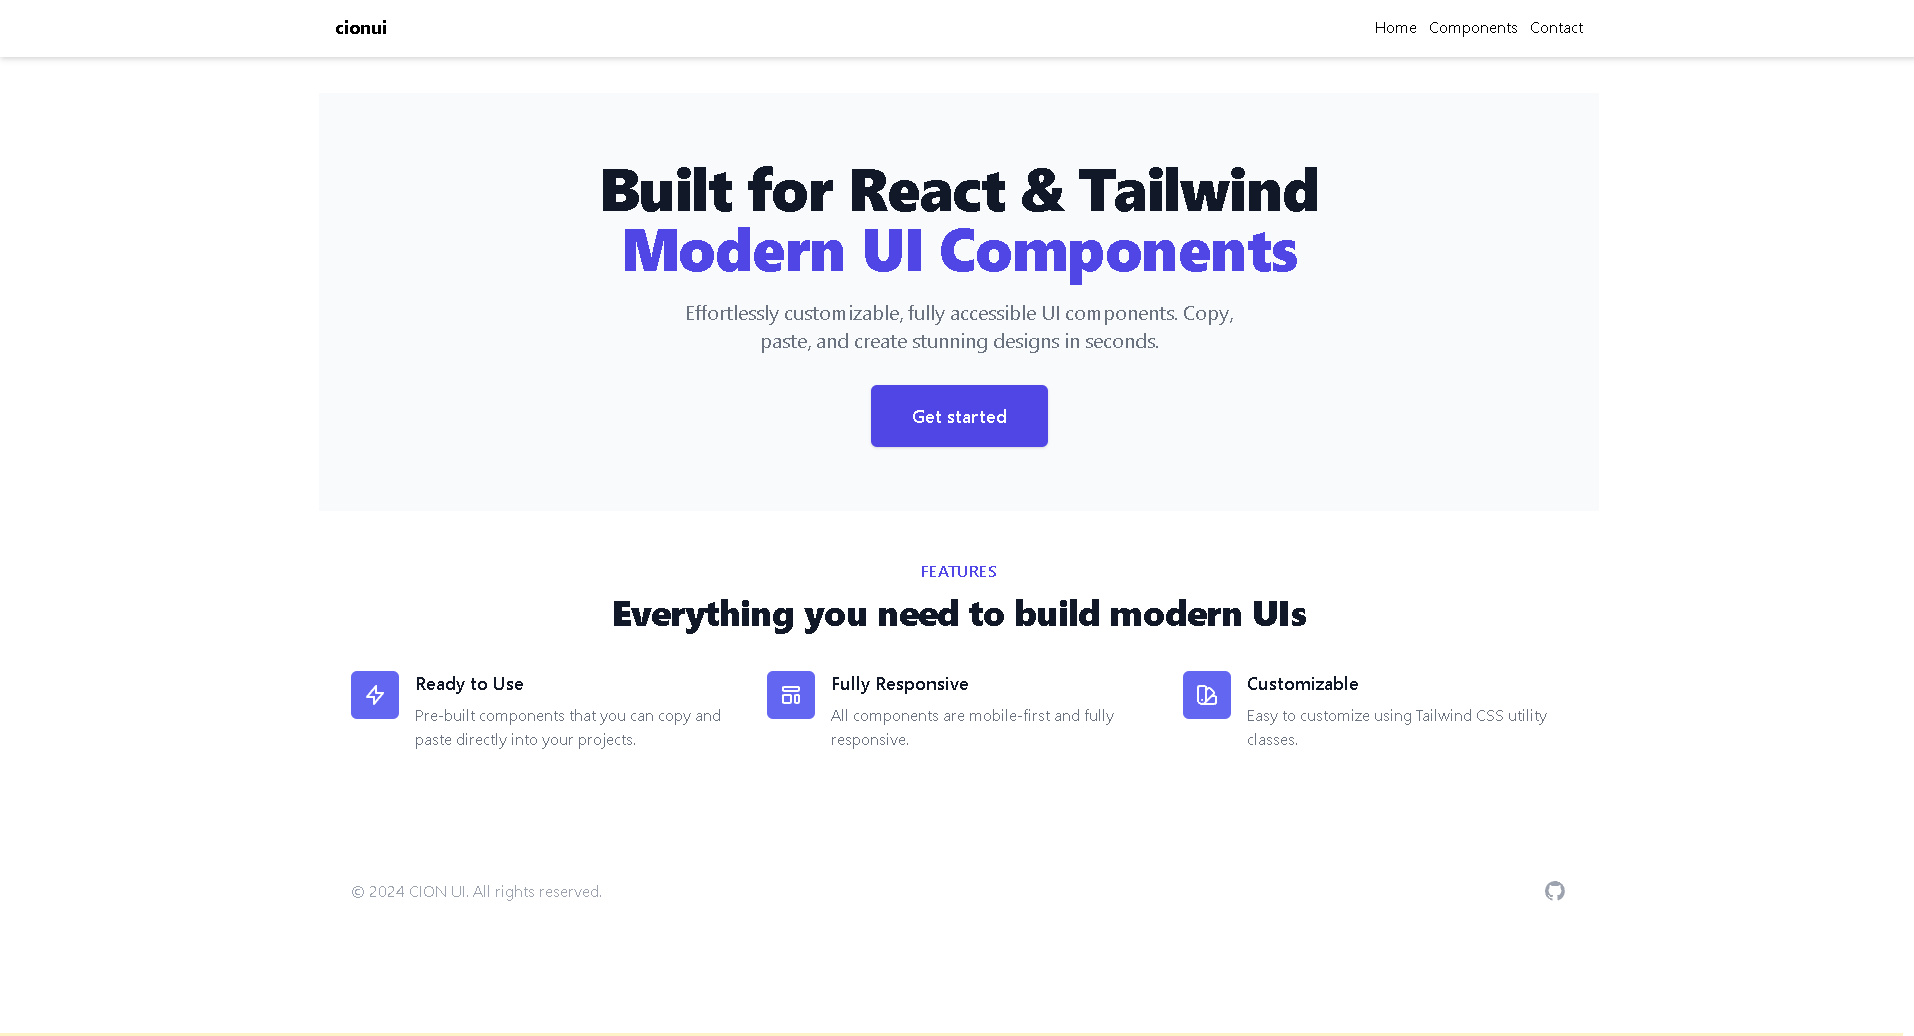 cionui
Home Components Contact
Built for React & Tailwind
Modern UI Components
Effortlessly customizable, fully accessible UI components. Copy,
paste, and create stunning designs in seconds.
Get started
FEATURES
Everything you need to build modern UIs
Ready to Use
Pre-built components that you can copy and
paste directly into your projects.
Fully Responsive
All components are mobile-first and fully
responsive.
Customizable
Easy to customize using Tailwind CSS utility
classes.
© 2024 CION UI. All rights reserved.